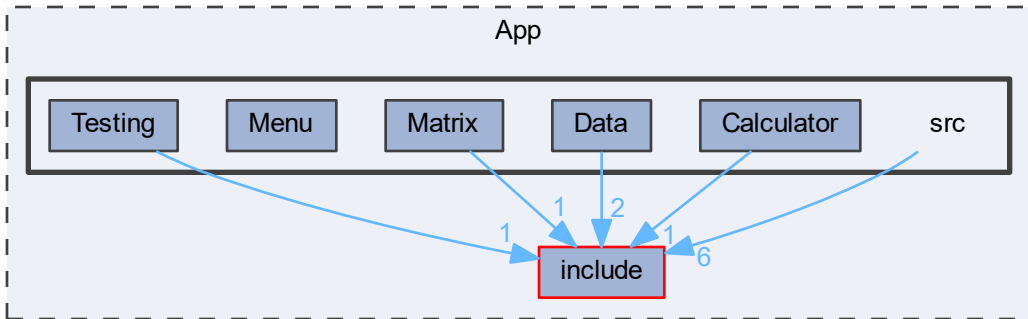 App
Testing
Menu
Matrix
Data
Calculator
src
1
1
2
1
6
include